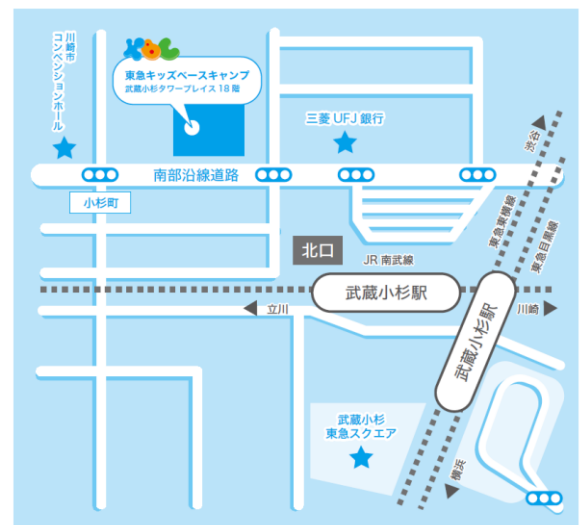 川崎市
コンベンションホール
東急キッズベースキャンプ
武蔵小杉タワープレイス 18 階
三菱 UFJ 銀行
渋谷
南部沿線道路
小杉町
東急東横線
東急目黒線
北口
JR 南武線
武蔵小杉駅
立川
川崎
武蔵小杉駅
武蔵小杉
東急スクエア
横浜